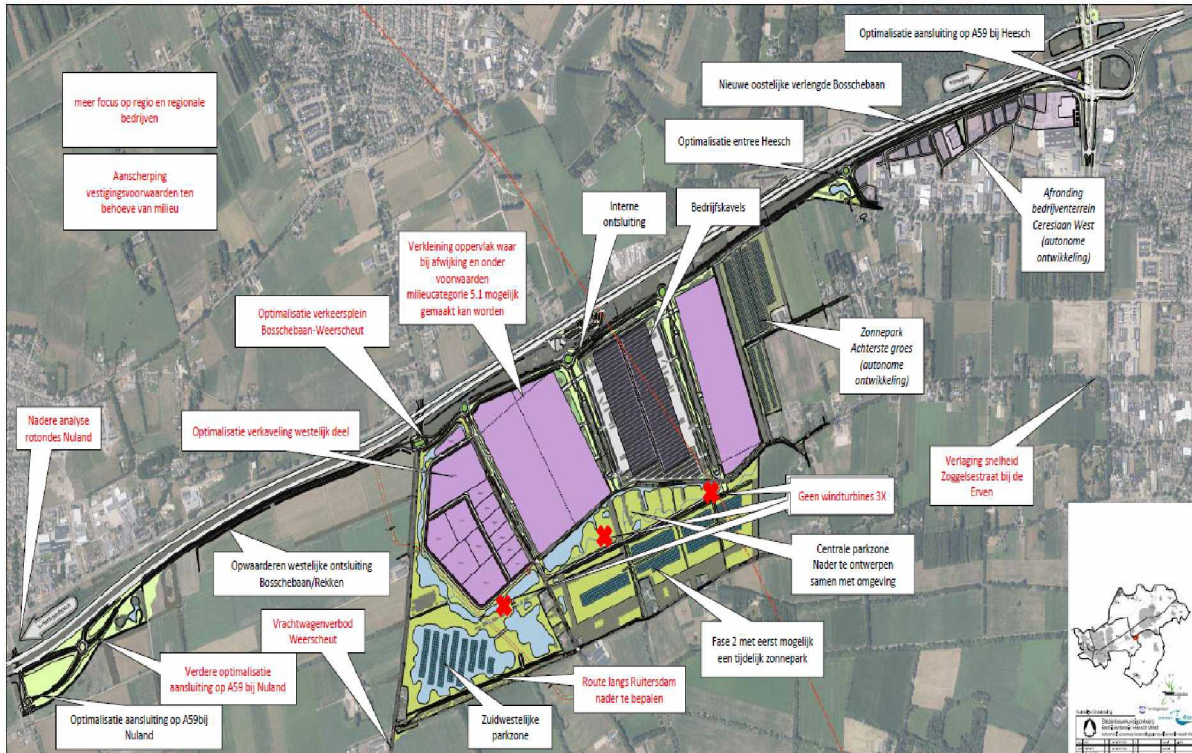 meer focus op regio en regionale
bedrijven
Aanscherping
vestigingsvoorwaarden ten
behoeve van milieu
Optimalisatie aansluiting op A59 bij Heesch
Nieuwe oostelijke verlengde Bosschebaan
Optimalisatie entree Heesch
Afronding
bedrijventerrein
Cereslaan West
(autonome
ontwikkeling)
Interne
ontsluiting
Bedrijfskavels
Verkleining oppervlak waar
bij afwijking en onder
voorwaarden
milieucategorie 5.1 mogelijk
gemaakt kan worden
Optimalisatie verkeersplein
Bosschebaan-Weerscheut
Zonnepark
Achterste groes
(autonome
ontwikkeling)
Nadere analyse
rotondes Nuland
Optimalisatie verkaveling westelijk deel
Verlaging snelheid
Zoggelsestraat bij de
Erven
Geen windturbines 3X
Opwaarderen westelijke ontsluiting
Bosschebaan/Rekken
Centrale parkzone
Nader te ontwerpen
samen met omgeving
Vrachtwagenverbod
Weerscheut
Fase 2 met eerst mogelijk
een tijdelijk zonnepark
Verdere optimalisatie
aansluiting op A59 bij Nuland
Route langs Ruitersdam
nader te bepalen
Optimalisatie aansluiting op A59bij
Nuland
Zuidwestelijke
parkzone